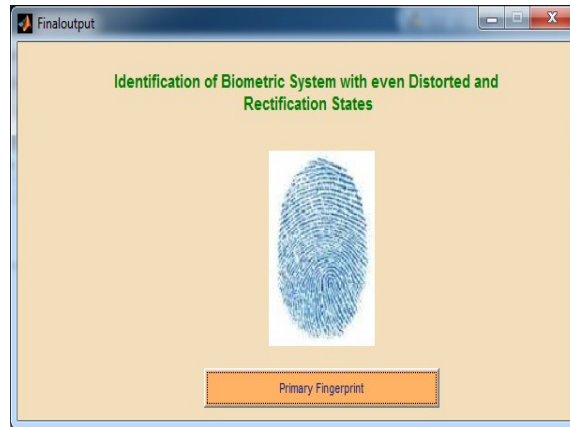 Finaloutput
Identification of Biometric System with even Distorted and
Rectification States
Primary Fingerprint